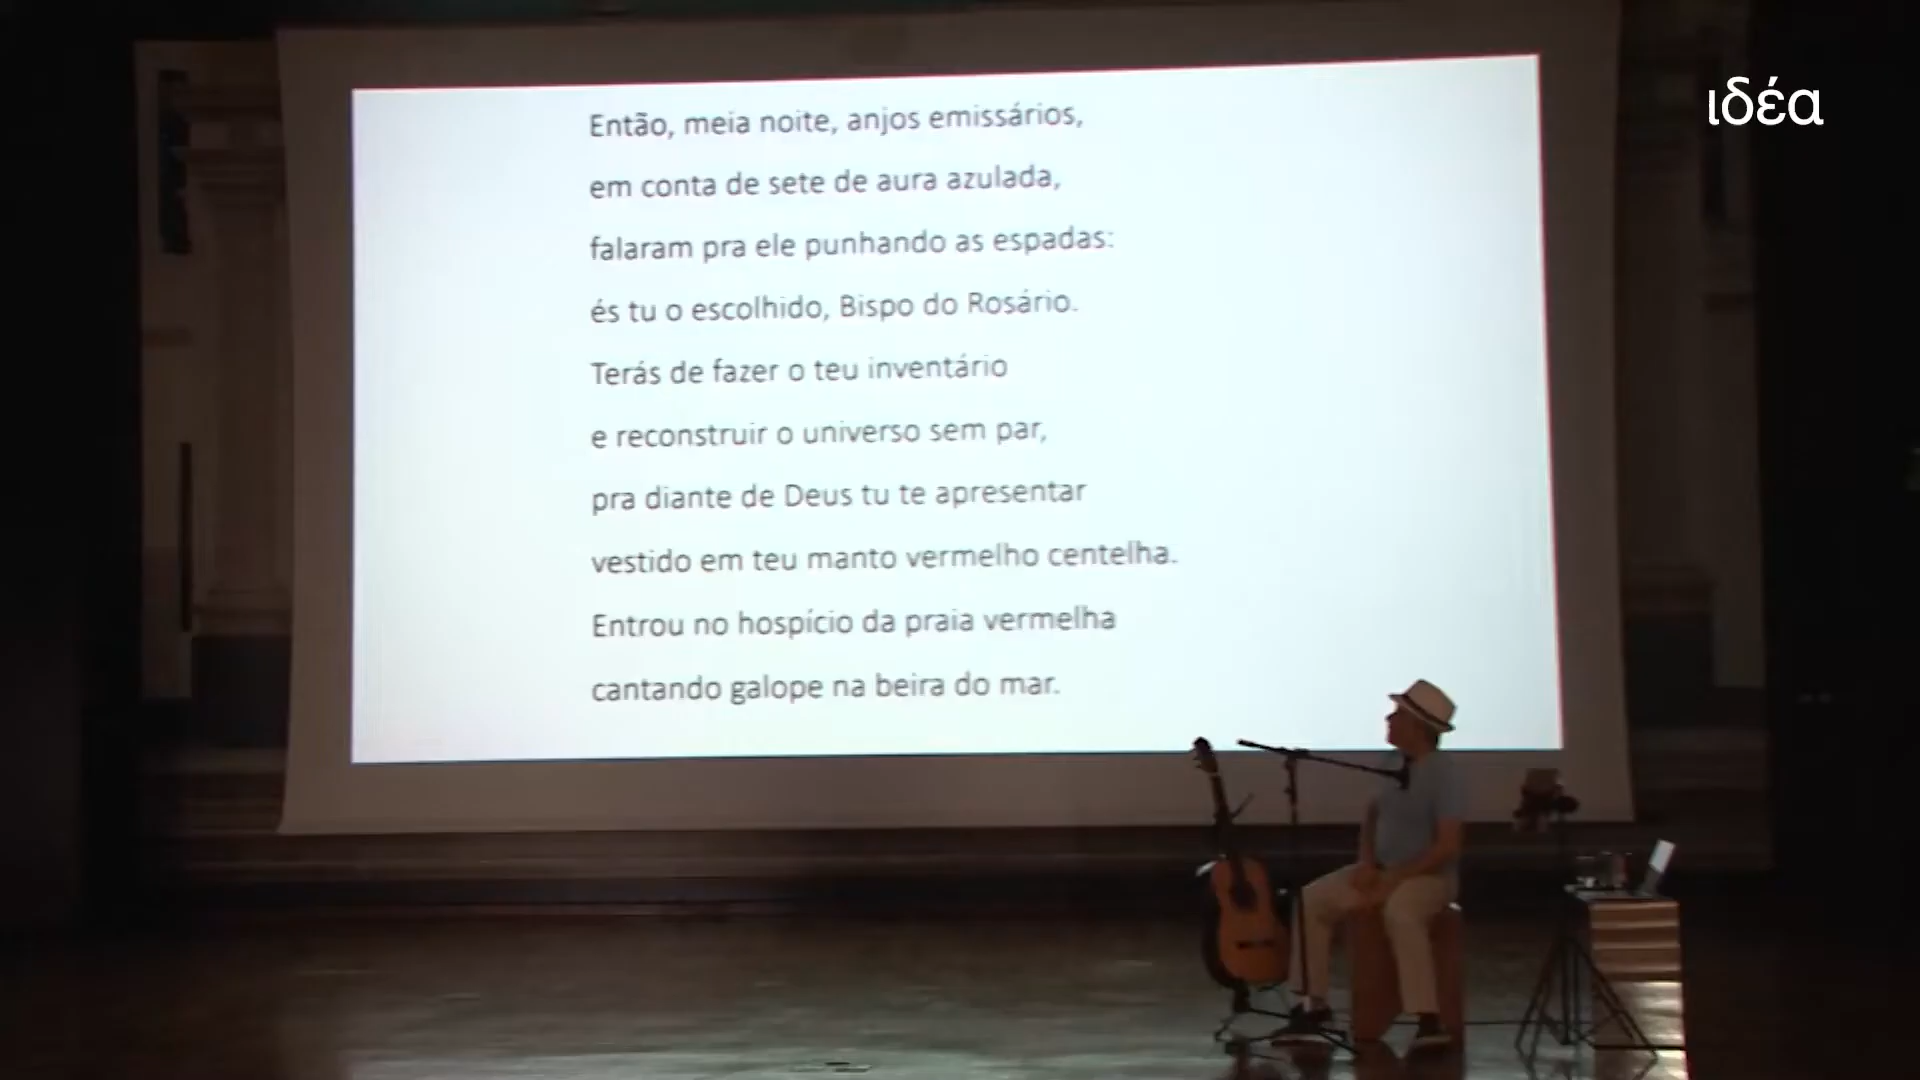 ιδέα
Então, meia noite, anjos emissários,
em conta de sete de aura azulada,
falaram pra ele punhando as espadas:
és tu o escolhido, Bispo do Rosário.
Terás de fazer o teu inventário
e reconstruir o universo sem par,
pra diante de Deus tu te apresentar
vestido em teu manto vermelho centelha.
Entrou no hospício da praia vermelha
cantando galope na beira do mar.